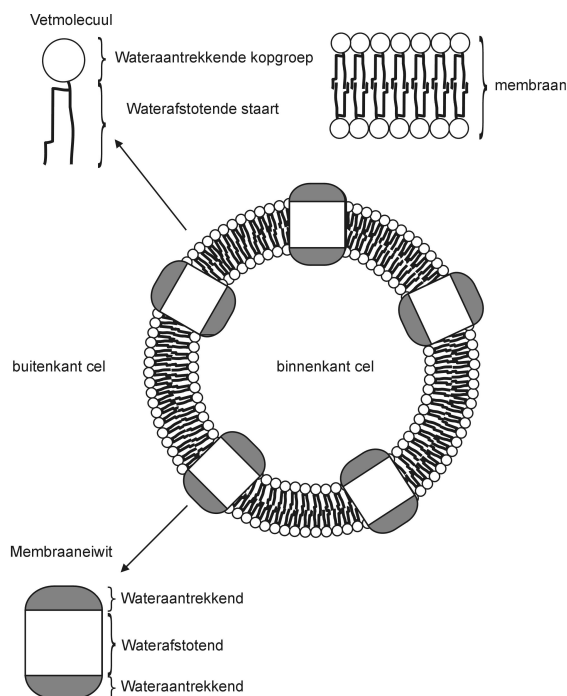 Vetmolecuul
Wateraantrekkende kopgroep
Waterafstotende staart
membraan
buitenkant cel
binnenkant cel
Membraaneiwit
Wateraantrekkend
Waterafstotend
Wateraantrekkend